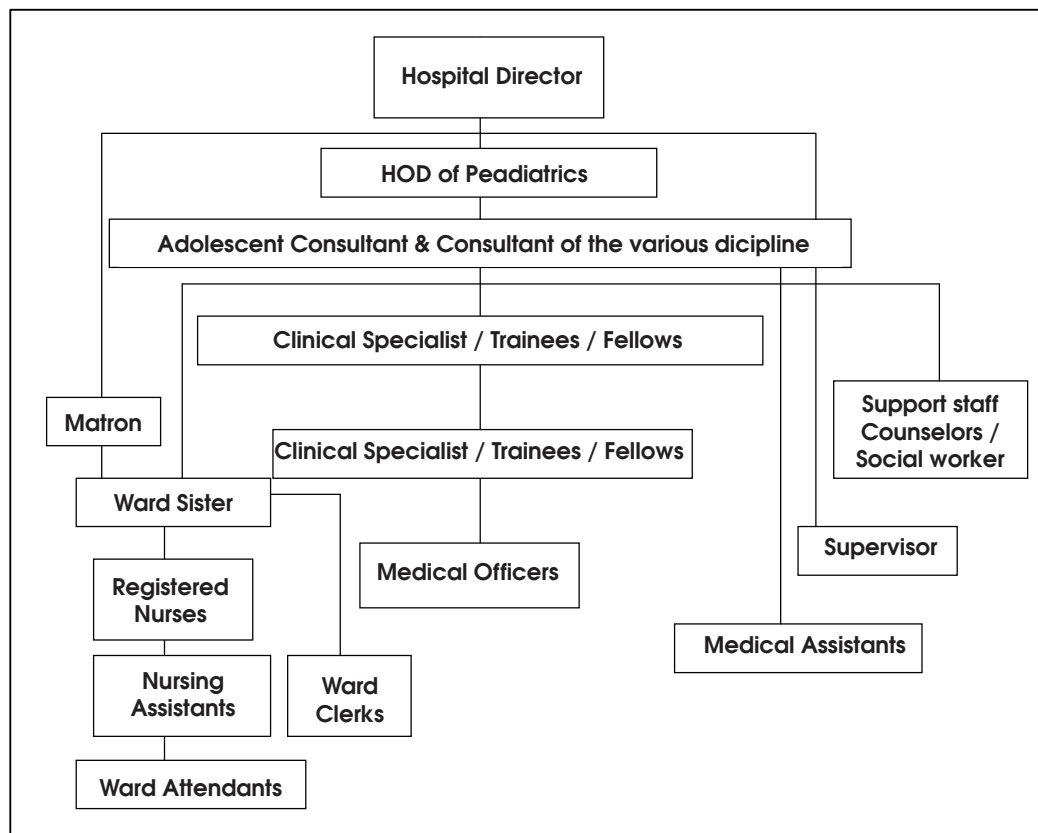 Hospital Director
HOD of Peadiatrics
Adolescent Consultant & Consultant of the various dicipline
Clinical Specialist / Trainees / Fellows
Matron
Support staff
Counselors /
Social worker
Clinical Specialist / Trainees / Fellows
Ward Sister
Supervisor
Medical Officers
Registered
Nurses
Medical Assistants
Nursing
Assistants
Ward
Clerks
Ward Attendants